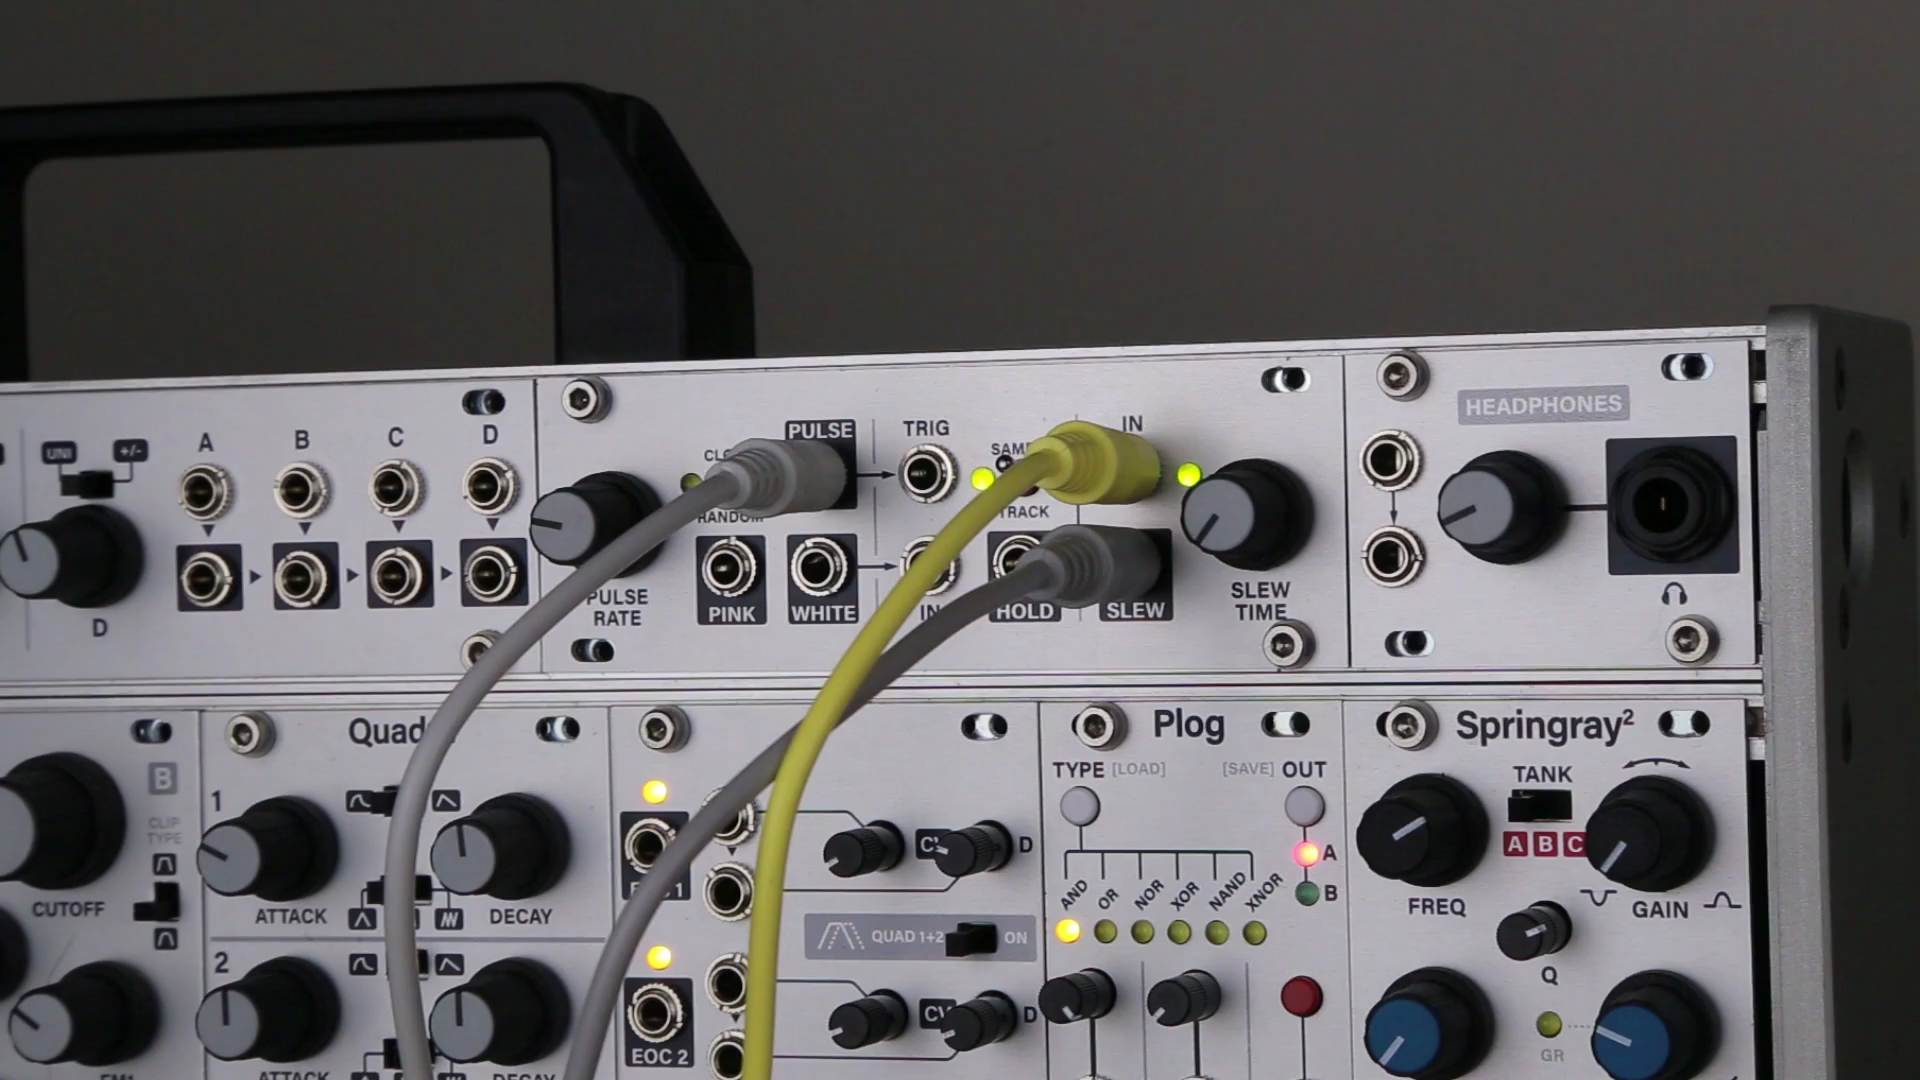 UNI +/- A B C D
D
PULSE
TRIG
IN
RANDOM
TRACK
PULSE
RATE
PINK
WHITE
IN
HOLD
SLEW
SLEW
TIME
HEADPHONES
B
CLIP
TYPE
CUTOFF
Quad
1
ATTACK
DECAY
2
ATTACK
DECAY
D
QUAD 1+2
ON
EOC 2
CV
D
Plog
TYPE [LOAD]
[SAVE] OUT
A
B
AND OR NOR XOR NAND XNOR
Springray²
TANK
A B C
FREQ
GAIN
Q
GR